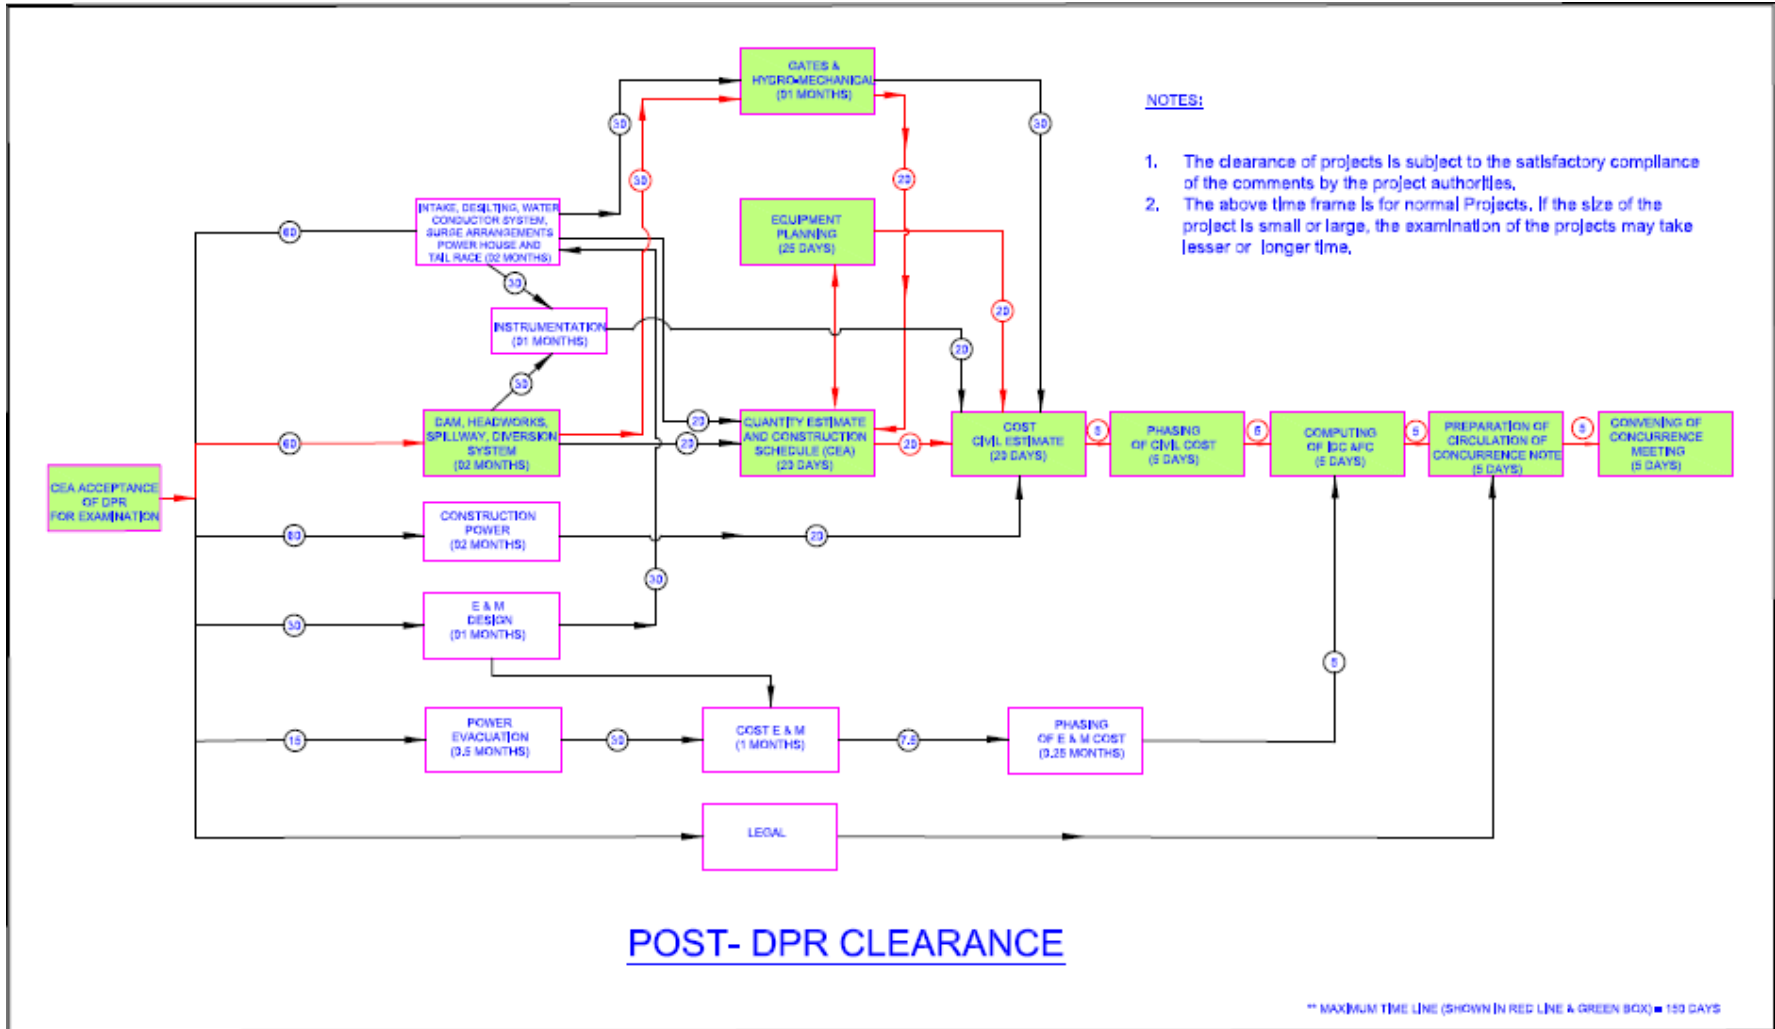 GATES &
HYDRO-MECHANICAL
(01 MONTHS)
NOTES:
1. The clearance of projects is subject to the satisfactory compliance
of the comments by the project authorities.
2. The above time frame is for normal Projects. If the size of the
project is small or large, the examination of the projects may take
lesser or longer time.
30
30
30
20
INTAKE, DESILTING, WATER
CONDUCTOR SYSTEM,
SURGE ARRANGEMENTS
POWER HOUSE AND
TAIL RACE (02 MONTHS)
EQUIPMENT
PLANNING
(25 DAYS)
60
30
20
INSTRUMENTATION
(01 MONTHS)
20
30
DAM, HEADWORKS,
SPILLWAY, DIVERSION
SYSTEM
(02 MONTHS)
60
20
20
QUANTITY ESTIMATE
AND CONSTRUCTION
SCHEDULE (CEA)
(20 DAYS)
20
COST
CIVIL ESTIMATE
(20 DAYS)
5
PHASING
OF CIVIL COST
(5 DAYS)
5
COMPUTING
OF IDC &FC
(5 DAYS)
5
PREPARATION OF
CIRCULATION OF
CONCURRENCE NOTE
(5 DAYS)
5
CONVENING OF
CONCURRENCE
MEETING
(5 DAYS)
CEA ACCEPTANCE
OF DPR
FOR EXAMINATION
60
CONSTRUCTION
POWER
(02 MONTHS)
20
30
30
E & M
DESIGN
(01 MONTHS)
5
15
POWER
EVACUATION
(0.5 MONTHS)
30
COST E & M
(1 MONTHS)
7.5
PHASING
OF E & M COST
(0.25 MONTHS)
LEGAL
POST- DPR CLEARANCE
** MAXIMUM TIME LINE (SHOWN IN RED LINE & GREEN BOX) = 150 DAYS